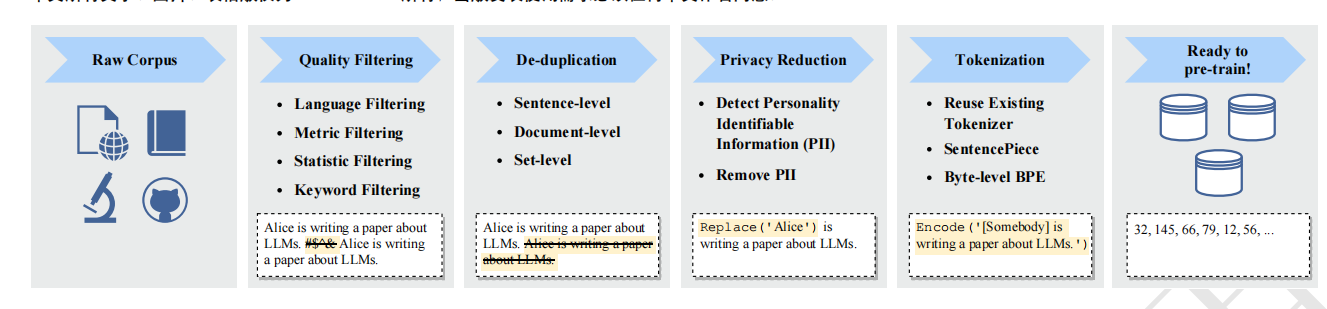 Raw Corpus
Quality Filtering
• Language Filtering
• Metric Filtering
• Statistic Filtering
• Keyword Filtering
Alice is writing a paper about
LLMs. #$^& Alice is writing
a paper about LLMs.
De-duplication
• Sentence-level
• Document-level
• Set-level
Alice is writing a paper about
LLMs. Alice is writing a paper
about LLMs.
Privacy Reduction
• Detect Personality
Identifiable
Information (PII)
• Remove PII
Replace('Alice') is
writing a paper about LLMs.
Tokenization
• Reuse Existing
Tokenizer
• SentencePiece
• Byte-level BPE
Encode('[Somebody] is
writing a paper about LLMs.')
Ready to
pre-train!
32, 145, 66, 79, 12, 56, ...